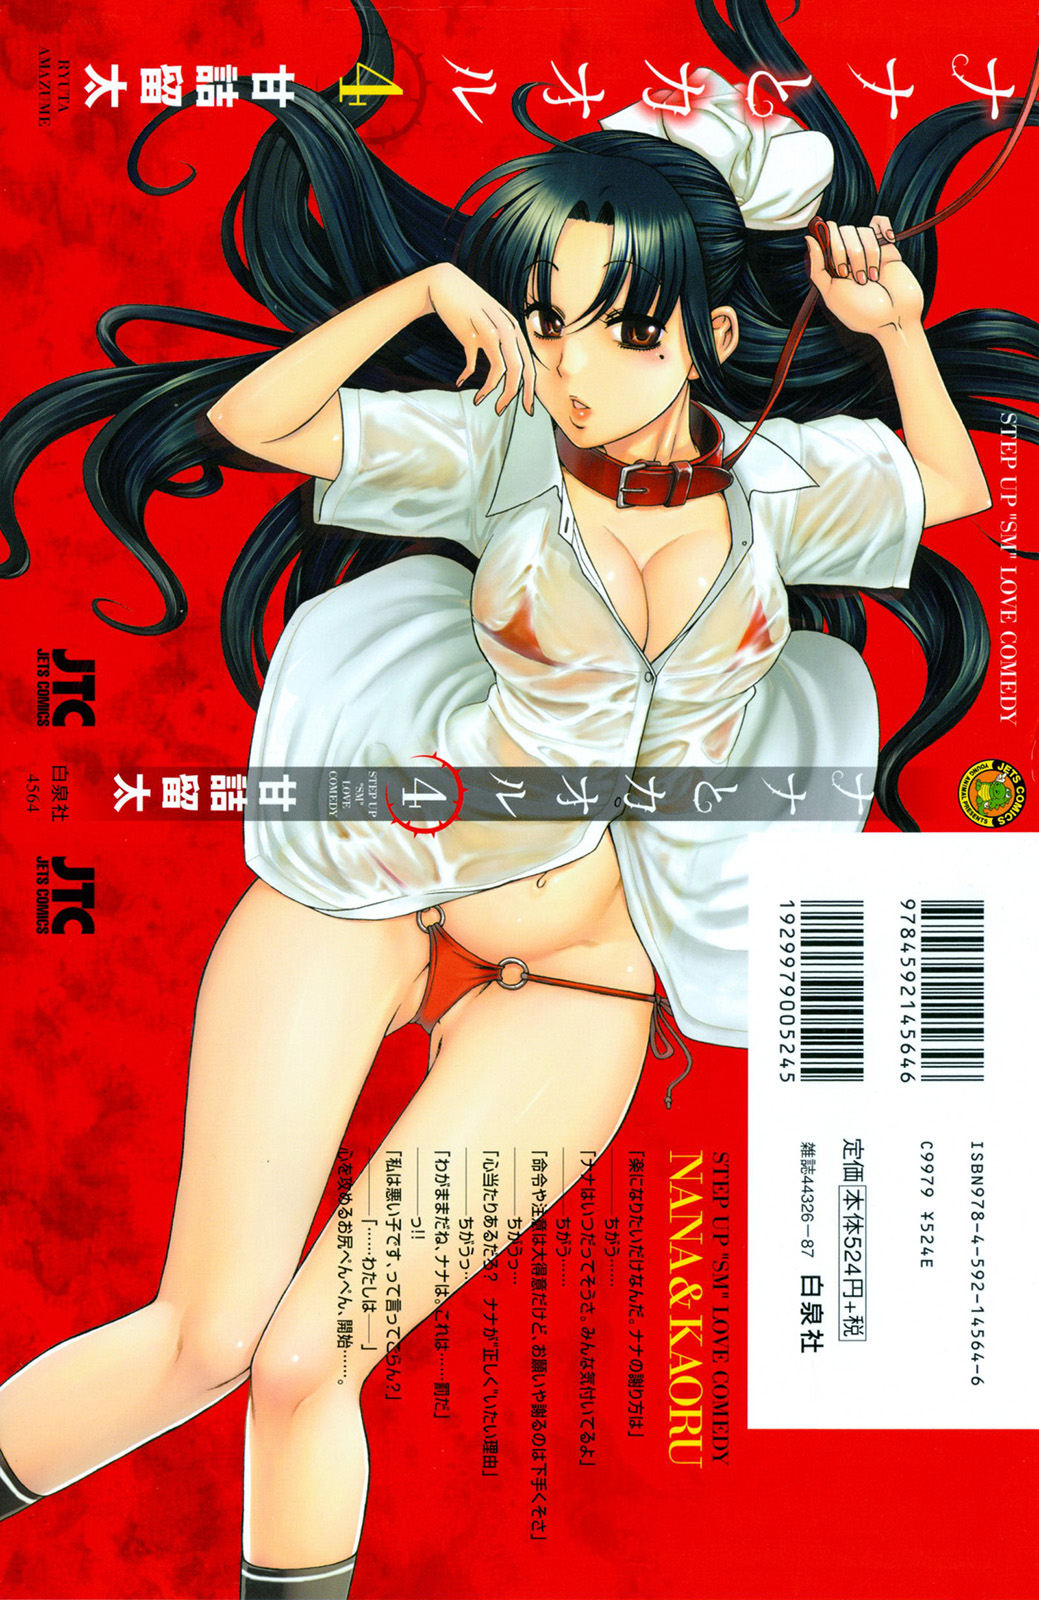 ナナとカオル
4
甘詰留太
RYUTA
AMAZUME
STEP UP "SM" LOVE COMEDY
JTC
JETS COMICS
ナナとカオル
4
STEP UP
"SM"
LOVE
COMEDY
甘詰留太
白泉社
4564
JETS COMICS
YOUNG ANIMAL PRESENTS
9784592145646
1929979005245
ISBN978-4-592-14564-6
C9979 ¥524E
定価 本体524円+税
雑誌44326-87
白泉社
STEP UP "SM" LOVE COMEDY
NANA&KAORU
「楽になりたいだけなんだ。ナナの謝り方は」
――ちがう……
「ナナはいつだってそうさ。みんな気付いてるよ」
――ちがう……
「命令や注意は大得意だけど、お願いや謝るのは下手くそさ」
――ちがうっ…
「心当たりあるだろ? ナナが"正しく"いたい理由」
――ちがうっ…
「わがままだね、ナナは。これは……罰だ」
――っ!!
「私は悪い子です、って言ってごらん?」
――「……わたしは――」
心を攻めるお尻ぺんぺん、開始……。
JTC
JETS COMICS